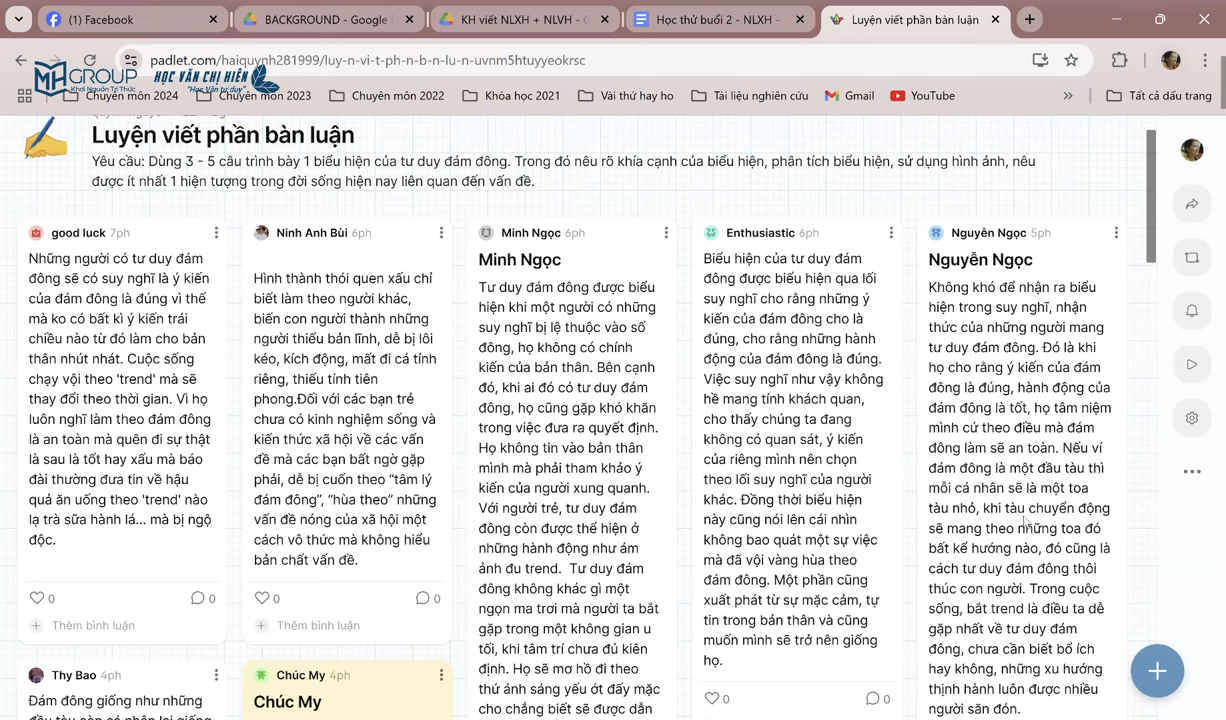 (1) Facebook
BACKGROUND - Google
KH viết NLXH + NLVH -
Học thử buổi 2 - NLXH -
Luyện viết phần bàn luận
padlet.com/haiquynh281999/luy-n-vi-t-ph-n-b-n-lu-n-uvnm5htuyyeokrsc
MH GROUP
Khơi Nguồn Tri Thức
HỌC VĂN CHỊ HIÊN
"Học Văn tư duy"
Chuyên môn 2024
Chuyên môn 2023
Chuyên môn 2022
Khóa học 2021
Vài thứ hay ho
Tài liệu nghiên cứu
Gmail
YouTube
Tất cả dấu trang
Luyện viết phần bàn luận
Yêu cầu: Dùng 3 - 5 câu trình bày 1 biểu hiện của tư duy đám đông. Trong đó nêu rõ khía cạnh của biểu hiện, phân tích biểu hiện, sử dụng hình ảnh, nêu
được ít nhất 1 hiện tượng trong đời sống hiện nay liên quan đến vấn đề.
good luck 7ph
Những người có tư duy đám
đông sẽ có suy nghĩ là ý kiến
của đám đông là đúng vì thế
mà ko có bất kì ý kiến trái
chiều nào từ đó làm cho bản
thân nhút nhát. Cuộc sống
chạy vội theo 'trend' mà sẽ
thay đổi theo thời gian. Vì họ
luôn nghĩ làm theo đám đông
là an toàn mà quên đi sự thật
là sau là tốt hay xấu mà báo
đài thường đưa tin về hậu
quả ăn uống theo 'trend' nào
lạ trà sữa hành lá... mà bị ngộ
độc.
0
0
Thêm bình luận
Thy Bao 4ph
Đám đông giống như những
Ninh Anh Bùi 6ph
Hình thành thói quen xấu chỉ
biết làm theo người khác,
biến con người thành những
người thiếu bản lĩnh, dễ bị lôi
kéo, kích động, mất đi cá tính
riêng, thiếu tính tiên
phong.Đối với các bạn trẻ
chưa có kinh nghiệm sống và
kiến thức xã hội về các vấn
đề mà các bạn bất ngờ gặp
phải, dễ bị cuốn theo “tâm lý
đám đông”, “hùa theo” những
vấn đề nóng của xã hội một
cách vô thức mà không hiểu
bản chất vấn đề.
0
0
Thêm bình luận
Chúc My 4ph
Chúc My
Minh Ngọc 6ph
Minh Ngọc
Tư duy đám đông được biểu
hiện khi một người có những
suy nghĩ bị lệ thuộc vào số
đông, họ không có chính
kiến của bản thân. Bên cạnh
đó, khi ai đó có tư duy đám
đông, họ cũng gặp khó khăn
trong việc đưa ra quyết định.
Họ không tin vào bản thân
mình mà phải tham khảo ý
kiến của người xung quanh.
Với người trẻ, tư duy đám
đông còn được thể hiện ở
những hành động như ám
ảnh đu trend.  Tư duy đám
đông không khác gì một
ngọn ma trơi mà người ta bắt
gặp trong một không gian u
tối, khi tâm trí chưa đủ kiên
định. Họ sẽ mơ hồ đi theo
thứ ánh sáng yếu ớt đấy mặc
cho chẳng biết sẽ được dẫn
Enthusiastic 6ph
Biểu hiện của tư duy đám
đông được biểu hiện qua lối
suy nghĩ cho rằng những ý
kiến của đám đông cho là
đúng, cho rằng những hành
động của đám đông là đúng.
Việc suy nghĩ như vậy không
hề mang tính khách quan,
cho thấy chúng ta đang
không có quan sát, ý kiến
của riêng mình nên chọn
theo lối suy nghĩ của người
khác. Đồng thời biểu hiện
này cũng nói lên cái nhìn
không bao quát một sự việc
mà đã vội vàng hùa theo
đám đông. Một phần cũng
xuất phát từ sự mặc cảm, tự
tin trong bản thân và cũng
muốn mình sẽ trở nên giống
họ.
0
0
Nguyễn Ngọc 5ph
Nguyễn Ngọc
Không khó để nhận ra biểu
hiện trong suy nghĩ, nhận
thức của những người mang
tư duy đám đông. Đó là khi
họ cho rằng ý kiến của đám
đông là đúng, hành động của
đám đông là tốt, họ tâm niệm
mình cứ theo điều mà đám
đông làm sẽ an toàn. Nếu ví
đám đông là một đầu tàu thì
mỗi cá nhân sẽ là một toa
tàu nhỏ, khi tàu chuyển động
sẽ mang theo những toa đó
bất kể hướng nào, đó cũng là
cách tư duy đám đông thôi
thúc con người. Trong cuộc
sống, bắt trend là điều ta dễ
gặp nhất về tư duy đám
đông, chưa cần biết bổ ích
hay không, những xu hướng
thịnh hành luôn được nhiều
người săn đón.